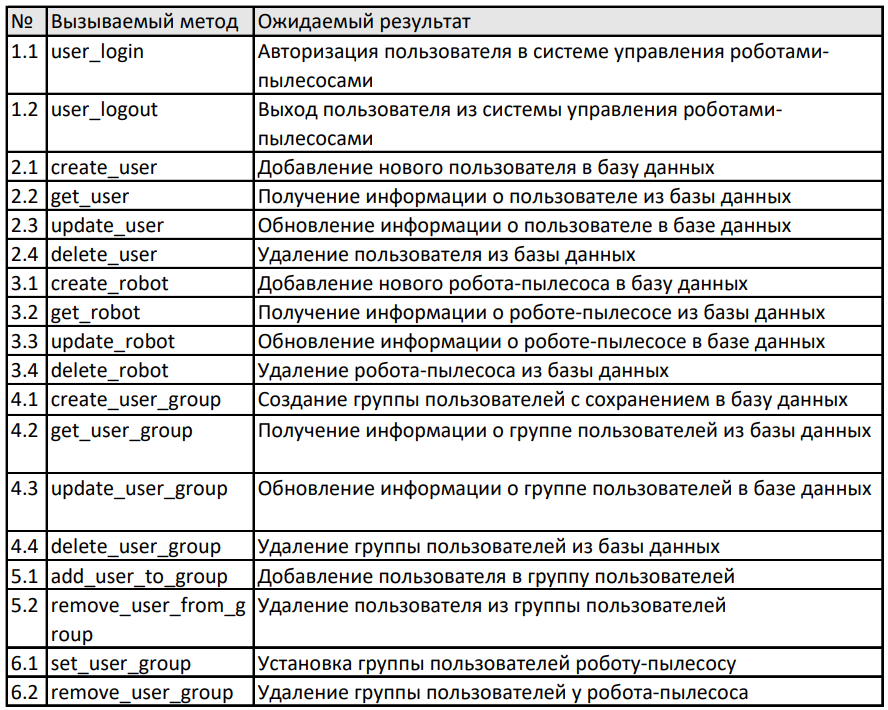 № Вызываемый метод Ожидаемый результат
1.1 user_login Авторизация пользователя в системе управления роботами-
пылесосами
1.2 user_logout Выход пользователя из системы управления роботами-
пылесосами
2.1 create_user Добавление нового пользователя в базу данных
2.2 get_user Получение информации о пользователе из базы данных
2.3 update_user Обновление информации о пользователе в базе данных
2.4 delete_user Удаление пользователя из базы данных
3.1 create_robot Добавление нового робота-пылесоса в базу данных
3.2 get_robot Получение информации о роботе-пылесосе из базы данных
3.3 update_robot Обновление информации о роботе-пылесосе в базе данных
3.4 delete_robot Удаление робота-пылесоса из базы данных
4.1 create_user_group Создание группы пользователей с сохранением в базу данных
4.2 get_user_group Получение информации о группе пользователей из базы данных
4.3 update_user_group Обновление информации о группе пользователей в базе данных
4.4 delete_user_group Удаление группы пользователей из базы данных
5.1 add_user_to_group Добавление пользователя в группу пользователей
5.2 remove_user_from_g Удаление пользователя из группы пользователей
roup
6.1 set_user_group Установка группы пользователей роботу-пылесосу
6.2 remove_user_group Удаление группы пользователей у робота-пылесоса